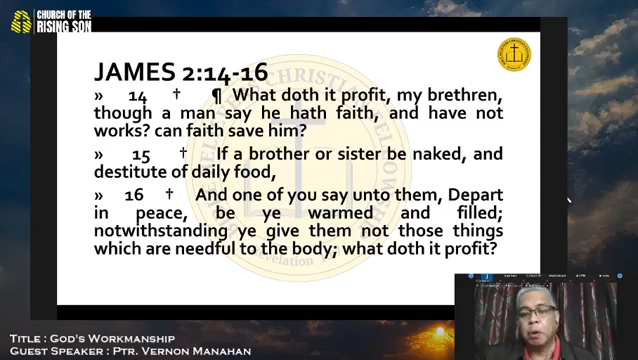 CHURCH OF THE
RISING SON
JAMES 2:14-16
» 14 † ¶ What doth it profit, my brethren,
though a man say he hath faith, and have not
works? can faith save him?
» 15 † If a brother or sister be naked, and
destitute of daily food,
» 16 † And one of you say unto them, Depart
in peace, be ye warmed and filled;
notwithstanding ye give them not those things
which are needful to the body; what doth it profit?
Title : God's Workmanship
Guest Speaker : Ptr. Vernon Manahan